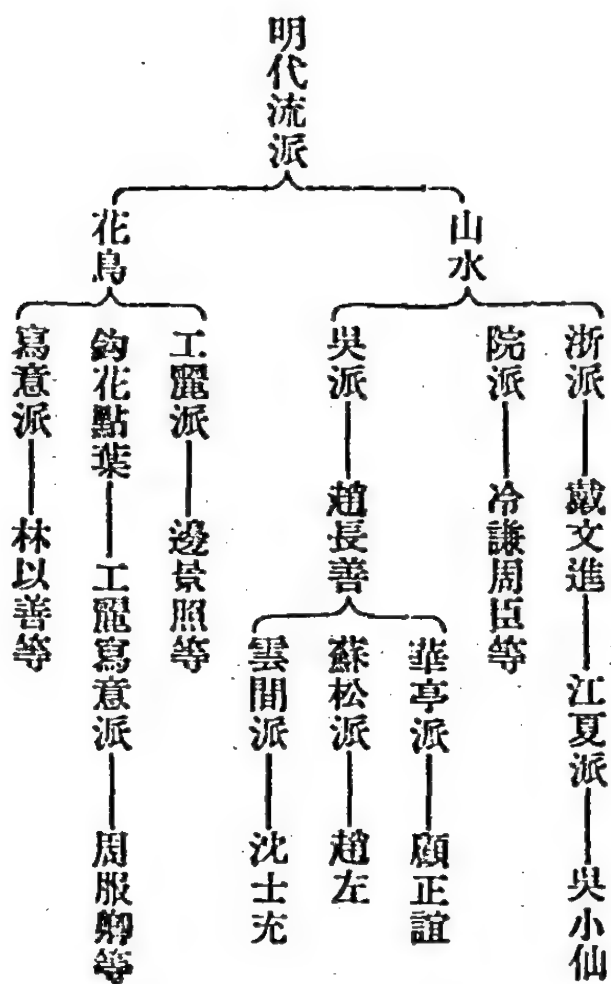 明代流派
山水
浙派
戴文進
江夏派
吳小仙
院派
冷謙周臣等
吳派
趙長善
華亭派
顧正誼
蘇松派
趙左
雲間派
沈士充
花鳥
工麗派
邊景照等
鈎花點葉
工麗寫意派
周服卿等
寫意派
林以善等